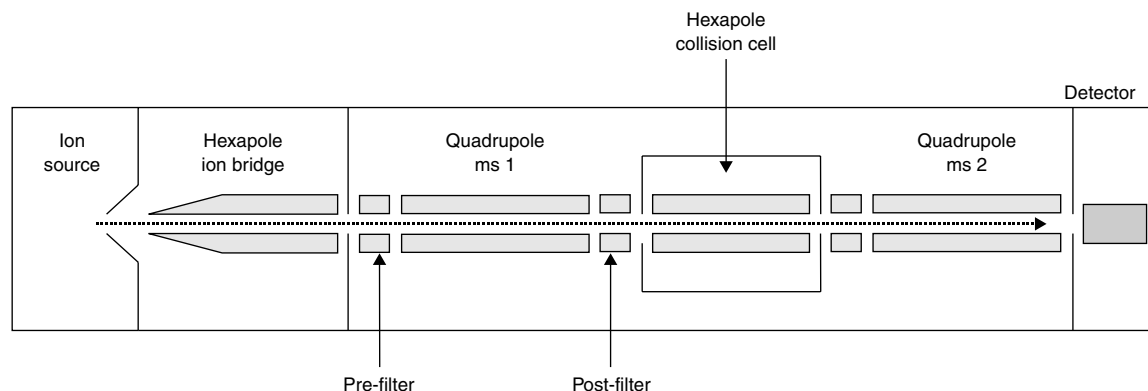 Hexapole
collision cell
Detector
Ion
source
Hexapole
ion bridge
Quadrupole
ms 1
Quadrupole
ms 2
Pre-filter
Post-filter